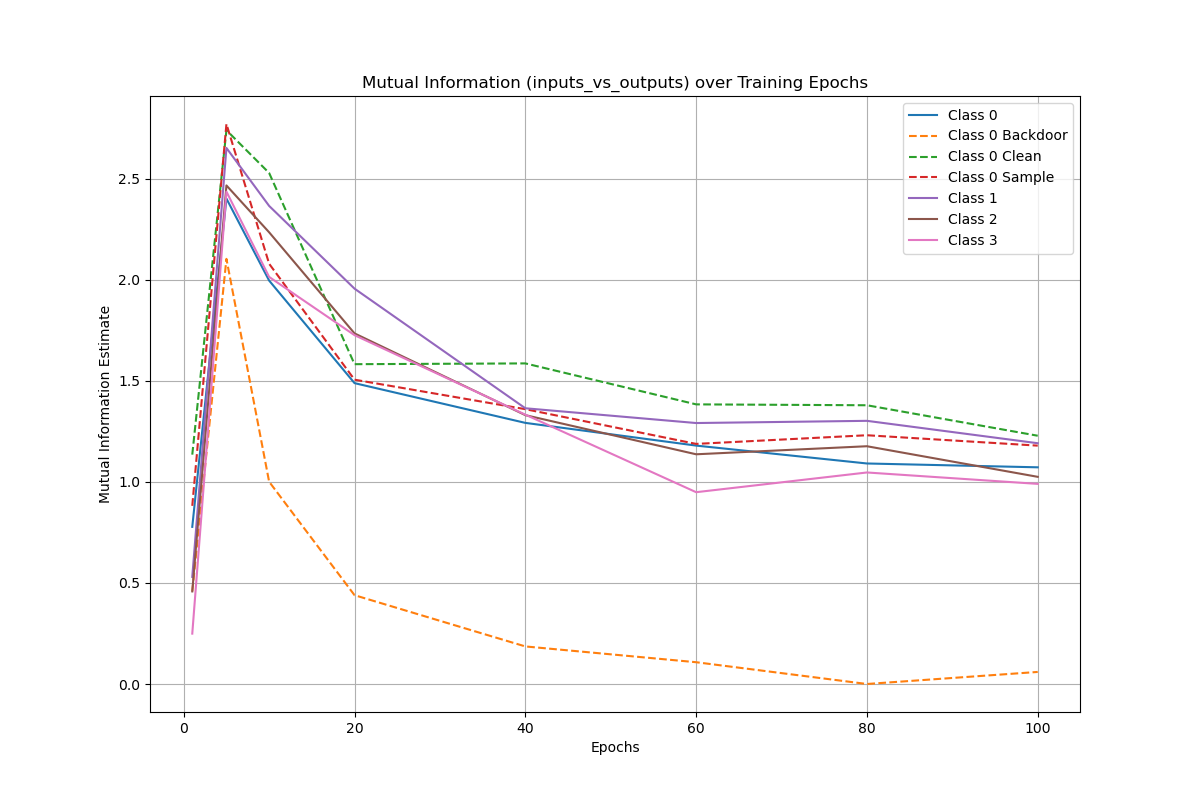 Mutual Information (inputs_vs_outputs) over Training Epochs
Class 0
Class 0 Backdoor
Class 0 Clean
Class 0 Sample
Class 1
Class 2
Class 3
Mutual Information Estimate
2.5
2.0
1.5
1.0
0.5
0.0
0 20 40 60 80 100
Epochs